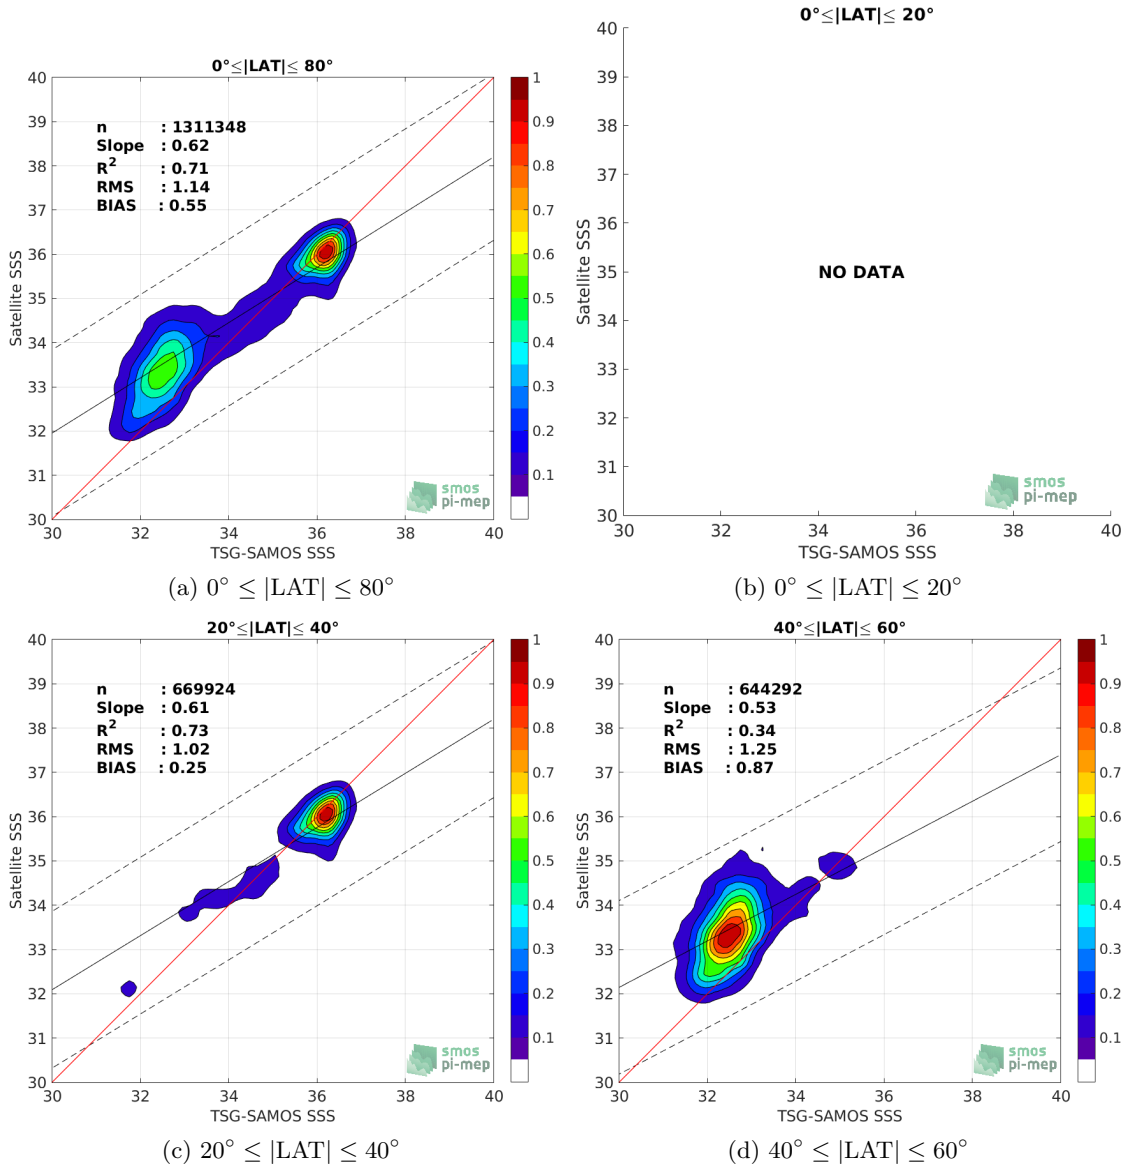 0°≤|LAT|≤ 80°
40
39
38
37
36
35
34
33
32
31
30
Satellite SSS
n : 1311348
Slope : 0.62
R² : 0.71
RMS : 1.14
BIAS : 0.55
1
0.9
0.8
0.7
0.6
0.5
0.4
0.3
0.2
0.1
smos
pi-mep
30 32 34 36 38 40
TSG-SAMOS SSS
(a) 0° ≤ |LAT| ≤ 80°
0°≤|LAT|≤ 20°
40
39
38
37
36
35
34
33
32
31
30
Satellite SSS
NO DATA
smos
pi-mep
30 32 34 36 38 40
TSG-SAMOS SSS
(b) 0° ≤ |LAT| ≤ 20°
20°≤|LAT|≤ 40°
40
39
38
37
36
35
34
33
32
31
30
Satellite SSS
n : 669924
Slope : 0.61
R² : 0.73
RMS : 1.02
BIAS : 0.25
1
0.9
0.8
0.7
0.6
0.5
0.4
0.3
0.2
0.1
smos
pi-mep
30 32 34 36 38 40
TSG-SAMOS SSS
(c) 20° ≤ |LAT| ≤ 40°
40°≤|LAT|≤ 60°
40
39
38
37
36
35
34
33
32
31
30
Satellite SSS
n : 644292
Slope : 0.53
R² : 0.34
RMS : 1.25
BIAS : 0.87
1
0.9
0.8
0.7
0.6
0.5
0.4
0.3
0.2
0.1
smos
pi-mep
30 32 34 36 38 40
TSG-SAMOS SSS
(d) 40° ≤ |LAT| ≤ 60°